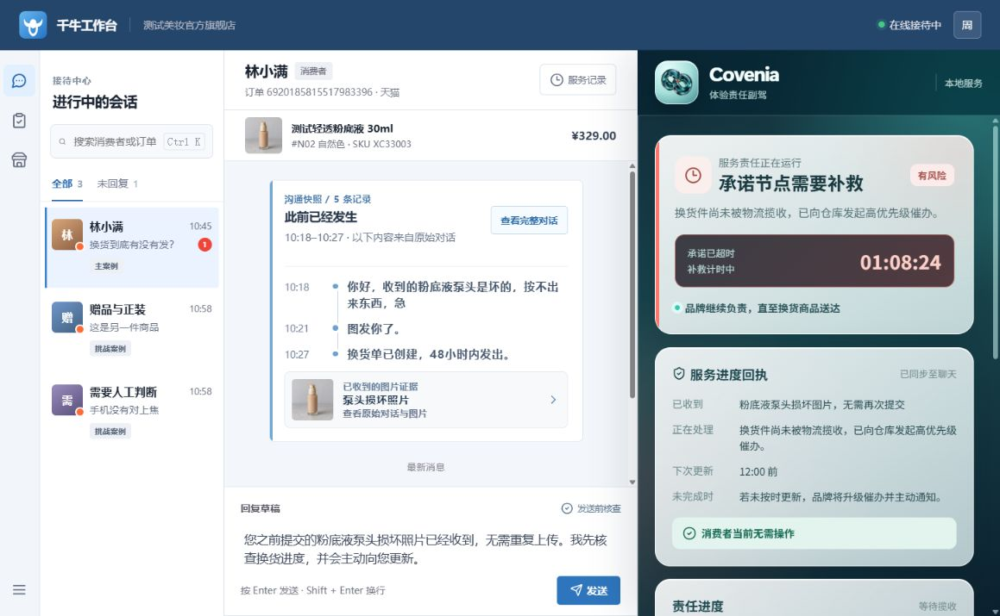 千牛工作台
测试美妆官方旗舰店
在线接待中
周
接待中心
进行中的会话
搜索消费者或订单 Ctrl K
全部 3 未回复 1
林
林小满 10:45
换货到底有没有发? 1
主案例
赠
赠品与正装 10:58
这是另一件商品
挑战案例
需
需要人工判断 10:58
手机没有对上焦
挑战案例
林小满 消费者
订单 6920185815517983396 · 天猫
服务记录
测试轻透粉底液 30ml
#N02 自然色 · SKU XC33003
¥329.00
沟通快照 / 5 条记录
此前已经发生
10:18–10:27 · 以下内容来自原始对话
查看完整对话
10:18 你好，收到的粉底液泵头是坏的，按不出
来东西，急
10:21 图发你了。
10:27 换货单已创建，48小时内发出。
已收到的图片证据
泵头损坏照片
查看原始对话与图片
最新消息
回复草稿
发送前核查
您之前提交的粉底液泵头损坏照片已经收到，无需重复上传。我先核
查换货进度，并会主动向您更新。
按 Enter 发送 · Shift + Enter 换行
发送
Covenia
体验责任副驾
本地服务
服务责任正在运行
承诺节点需要补救
有风险
换货件尚未被物流揽收，已向仓库发起高优先级催办。
承诺已超时
补救计时中
01:08:24
品牌继续负责，直至换货商品送达
服务进度回执
已同步至聊天
已收到 粉底液泵头损坏图片，无需再次提交
正在处理 换货件尚未被物流揽收，已向仓库发起高优先级
催办。
下次更新 12:00 前
未完成时 若未按时更新，品牌将升级催办并主动通知。
消费者当前无需操作
责任进度
等待揽收